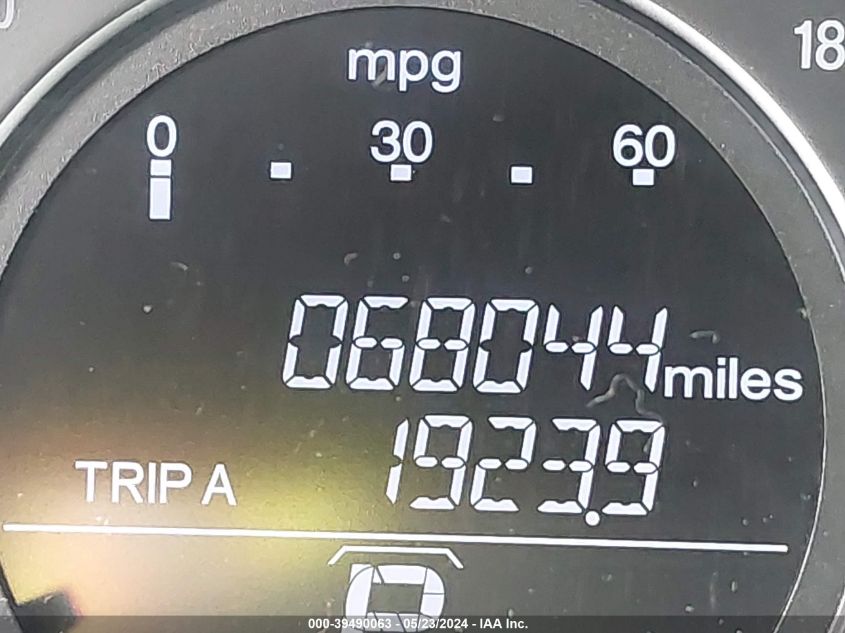 18
mpg
0 30 60
068044 miles
TRIP A 1923.9
P
000-39490063 - 05/23/2024 - IAA Inc.